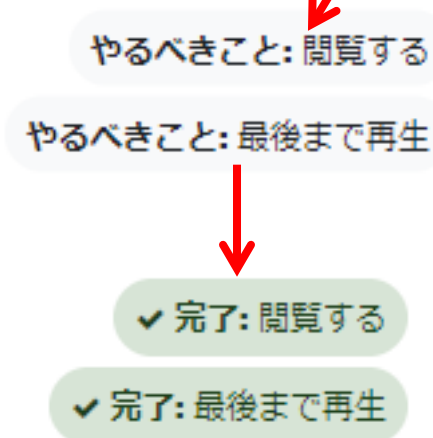 やるべきこと: 閲覧する
やるべきこと: 最後まで再生
✔ 完了: 閲覧する
✔ 完了: 最後まで再生